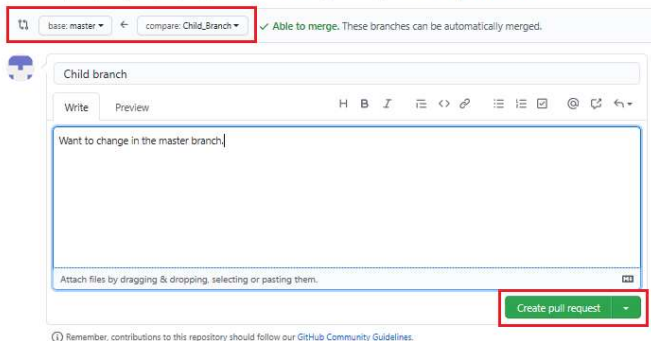 base: master ← compare: Child_Branch ✓ Able to merge. These branches can be automatically merged.
Child branch
Write Preview H B I
Want to change in the master branch.
Attach files by dragging & dropping, selecting or pasting them.
Create pull request
Remember, contributions to this repository should follow our GitHub Community Guidelines.